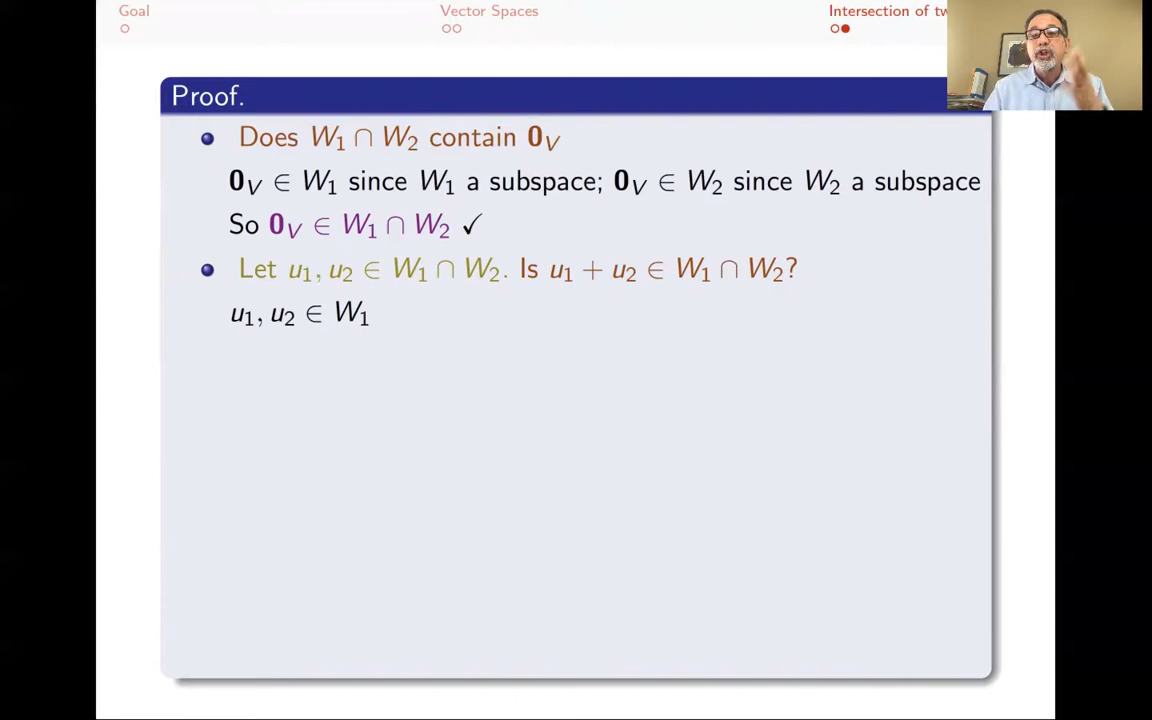 Goal
Vector Spaces
Intersection of tw
Proof.
Does W₁ ∩ W₂ contain 𝟎_V
𝟎_V ∈ W₁ since W₁ a subspace; 𝟎_V ∈ W₂ since W₂ a subspace
So 𝟎_V ∈ W₁ ∩ W₂ ✓
Let u₁, u₂ ∈ W₁ ∩ W₂. Is u₁ + u₂ ∈ W₁ ∩ W₂?
u₁, u₂ ∈ W₁